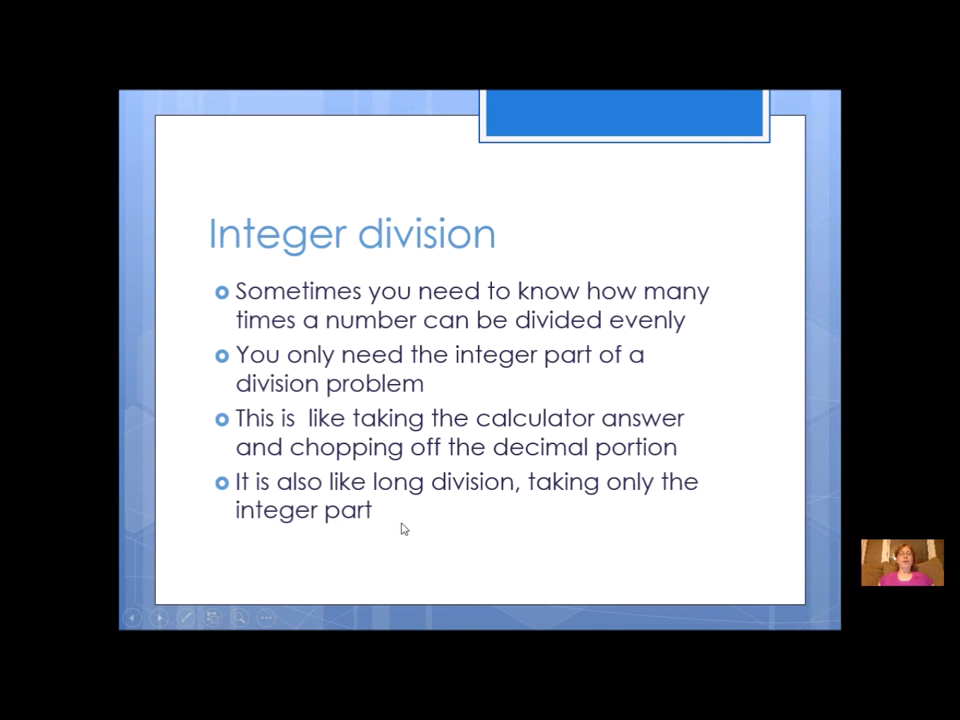 Integer division
Sometimes you need to know how many
times a number can be divided evenly
You only need the integer part of a
division problem
This is  like taking the calculator answer
and chopping off the decimal portion
It is also like long division, taking only the
integer part